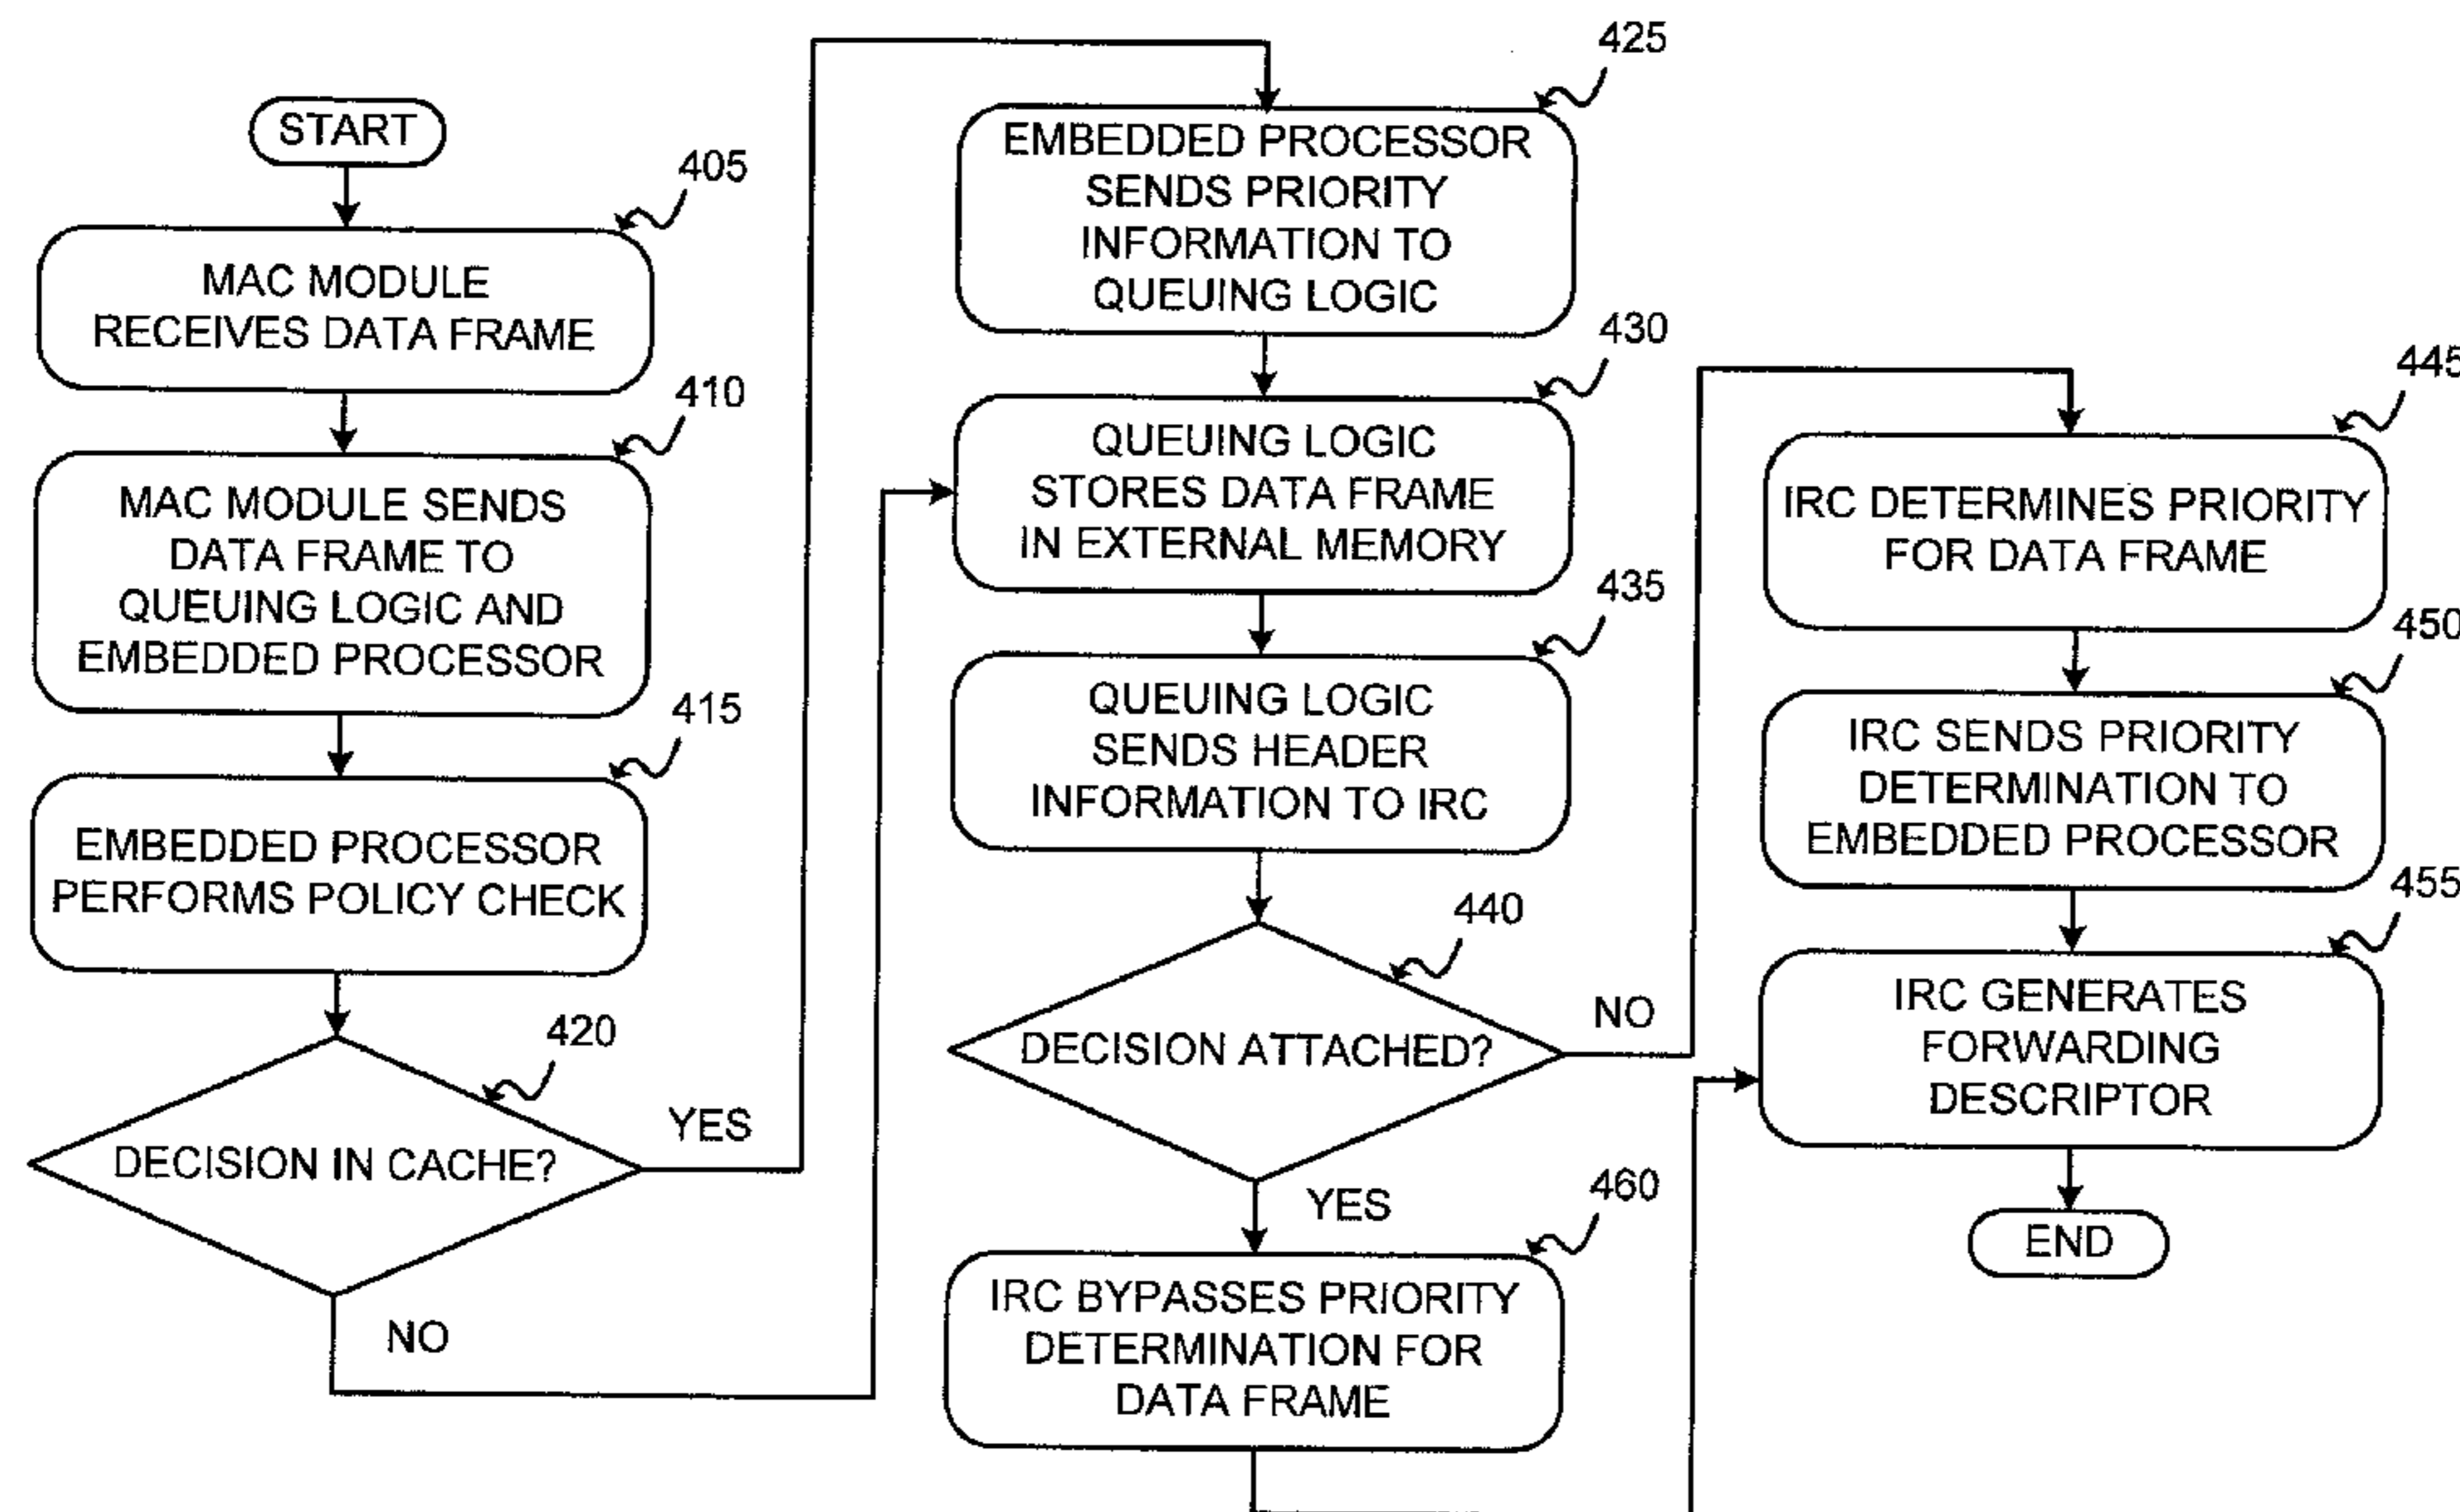 START
405
MAC MODULE
RECEIVES DATA FRAME
410
MAC MODULE SENDS
DATA FRAME TO
QUEUING LOGIC AND
EMBEDDED PROCESSOR
415
EMBEDDED PROCESSOR
PERFORMS POLICY CHECK
420
DECISION IN CACHE?
YES
NO
425
EMBEDDED PROCESSOR
SENDS PRIORITY
INFORMATION TO
QUEUING LOGIC
430
QUEUING LOGIC
STORES DATA FRAME
IN EXTERNAL MEMORY
435
QUEUING LOGIC
SENDS HEADER
INFORMATION TO IRC
440
DECISION ATTACHED?
NO
YES
460
IRC BYPASSES PRIORITY
DETERMINATION FOR
DATA FRAME
445
IRC DETERMINES PRIORITY
FOR DATA FRAME
450
IRC SENDS PRIORITY
DETERMINATION TO
EMBEDDED PROCESSOR
455
IRC GENERATES
FORWARDING
DESCRIPTOR
END